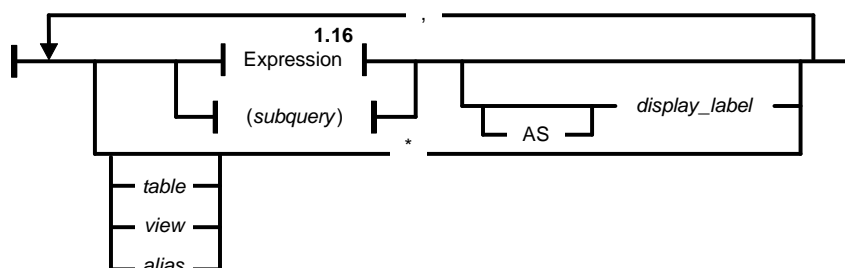 ,
1.16
Expression
(subquery)
display_label
AS
*
table
view
alias